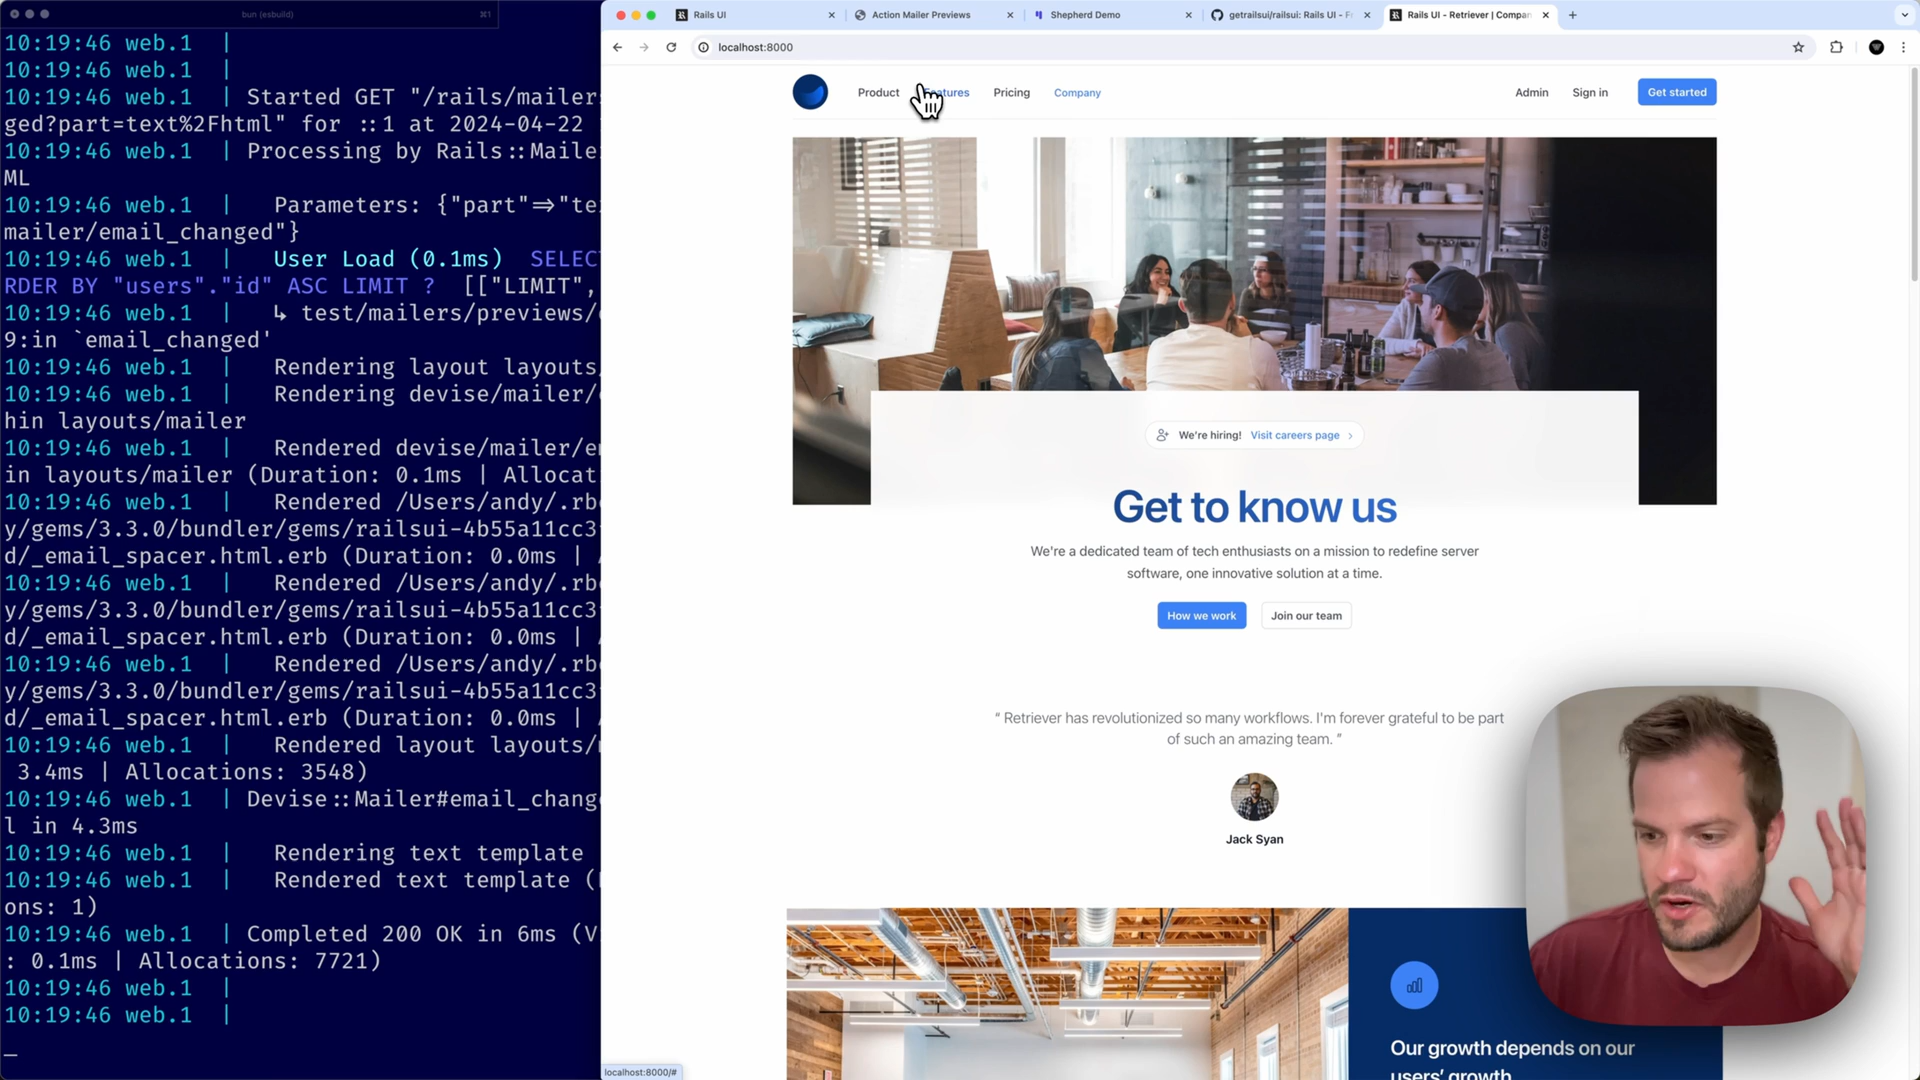 bun (esbuild)
⌘1
10:19:46 web.1 |
10:19:46 web.1 |
10:19:46 web.1 | Started GET "/rails/mailers
ged?part=text%2Fhtml" for ::1 at 2024-04-22
10:19:46 web.1 | Processing by Rails::Maile
ML
10:19:46 web.1 | Parameters: {"part"=>"te
mailer/email_changed"}
10:19:46 web.1 | User Load (0.1ms) SELEC
RDER BY "users"."id" ASC LIMIT ? [["LIMIT",
10:19:46 web.1 | ↳ test/mailers/previews/
9:in `email_changed'
10:19:46 web.1 | Rendering layout layouts
10:19:46 web.1 | Rendering devise/mailer/
hin layouts/mailer
10:19:46 web.1 | Rendered devise/mailer/e
in layouts/mailer (Duration: 0.1ms | Allocat
10:19:46 web.1 | Rendered /Users/andy/.rb
y/gems/3.3.0/bundler/gems/railsui-4b55a11cc3
d/_email_spacer.html.erb (Duration: 0.0ms |
10:19:46 web.1 | Rendered /Users/andy/.rb
y/gems/3.3.0/bundler/gems/railsui-4b55a11cc3
d/_email_spacer.html.erb (Duration: 0.0ms |
10:19:46 web.1 | Rendered /Users/andy/.rb
y/gems/3.3.0/bundler/gems/railsui-4b55a11cc3
d/_email_spacer.html.erb (Duration: 0.0ms |
10:19:46 web.1 | Rendered layout layouts/
3.4ms | Allocations: 3548)
10:19:46 web.1 | Devise::Mailer#email_chang
l in 4.3ms
10:19:46 web.1 | Rendering text template
10:19:46 web.1 | Rendered text template (
ons: 1)
10:19:46 web.1 | Completed 200 OK in 6ms (V
: 0.1ms | Allocations: 7721)
10:19:46 web.1 |
10:19:46 web.1 |
Rails UI
Action Mailer Previews
Shepherd Demo
getrailsui/railsui: Rails UI - F
Rails UI - Retriever | Compan
localhost:8000
Product Features Pricing Company
Admin Sign in Get started
We're hiring! Visit careers page
Get to know us
We're a dedicated team of tech enthusiasts on a mission to redefine server
software, one innovative solution at a time.
How we work Join our team
“ Retriever has revolutionized so many workflows. I'm forever grateful to be part
of such an amazing team. ”
Jack Syan
Our growth depends on our
users' growth
localhost:8000/#